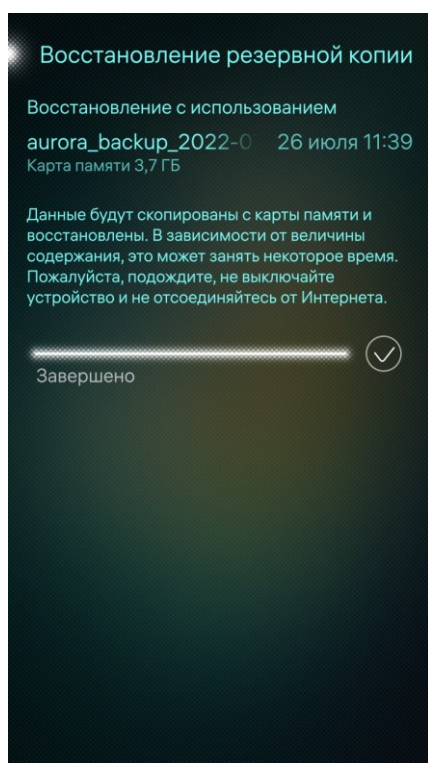 Восстановление резервной копии
Восстановление с использованием
aurora_backup_2022-0 26 июля 11:39
Карта памяти 3,7 ГБ
Данные будут скопированы с карты памяти и
восстановлены. В зависимости от величины
содержания, это может занять некоторое время.
Пожалуйста, подождите, не выключайте
устройство и не отсоединяйтесь от Интернета.
Завершено